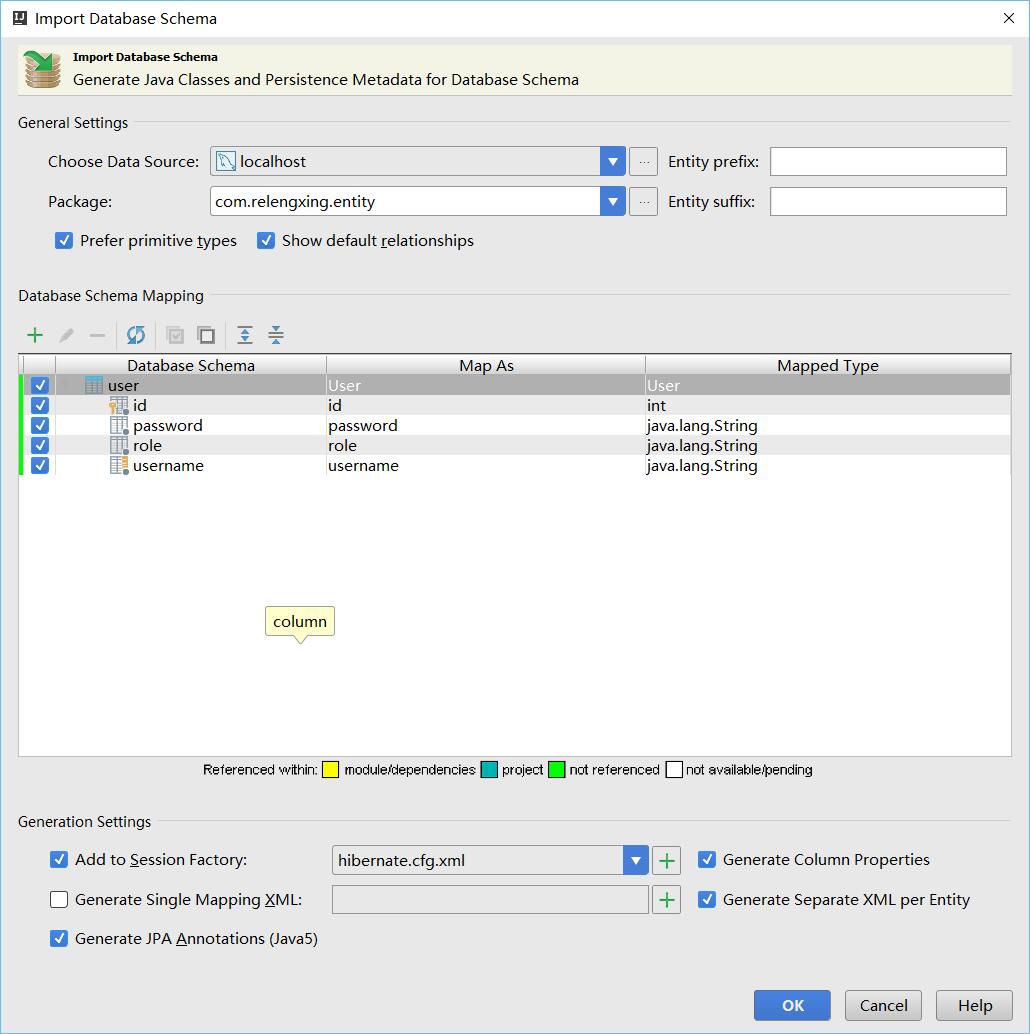 Import Database Schema
Import Database Schema
Generate Java Classes and Persistence Metadata for Database Schema
General Settings
Choose Data Source: localhost ... Entity prefix:
Package: com.relengxing.entity ... Entity suffix:
Prefer primitive types Show default relationships
Database Schema Mapping
Database Schema Map As Mapped Type
user User User
id id int
password password java.lang.String
role role java.lang.String
username username java.lang.String
column
Referenced within: module/dependencies project not referenced not available/pending
Generation Settings
Add to Session Factory: hibernate.cfg.xml Generate Column Properties
Generate Single Mapping XML: Generate Separate XML per Entity
Generate JPA Annotations (Java5)
OK Cancel Help